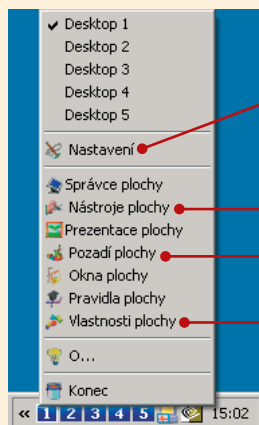 Desktop 1
Desktop 2
Desktop 3
Desktop 4
Desktop 5
Nastavení
Správce plochy
Nástroje plochy
Prezentace plochy
Pozadí plochy
Okna plochy
Pravidla plochy
Vlastnosti plochy
O...
Konec
« 1 2 3 4 5 15:02